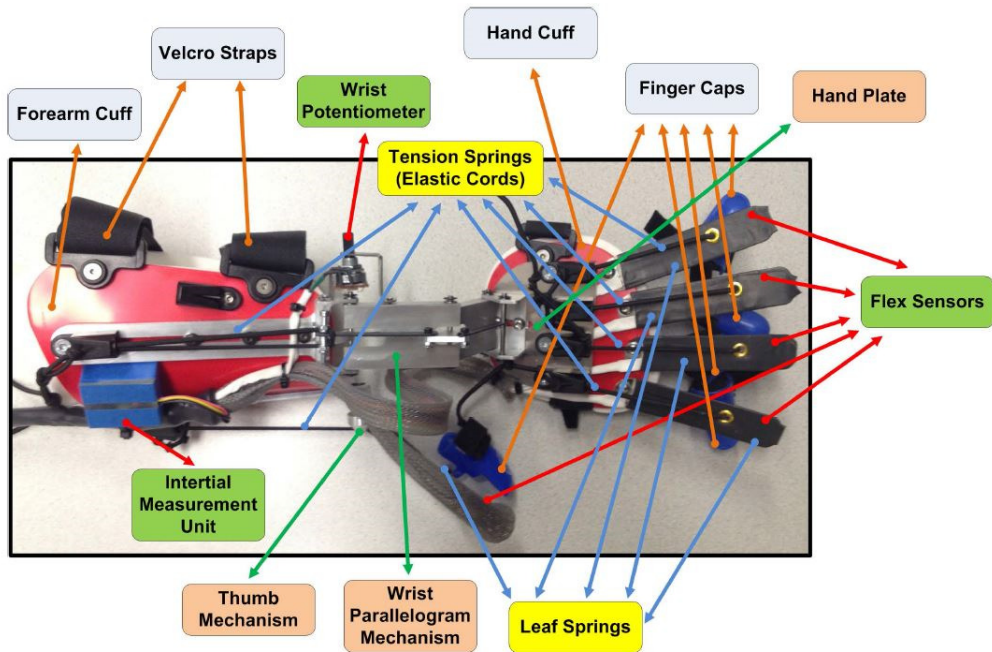 Hand Cuff
Velcro Straps
Finger Caps
Hand Plate
Forearm Cuff
Wrist
Potentiometer
Tension Springs
(Elastic Cords)
Flex Sensors
Intertial
Measurement
Unit
Thumb
Mechanism
Wrist
Parallelogram
Mechanism
Leaf Springs